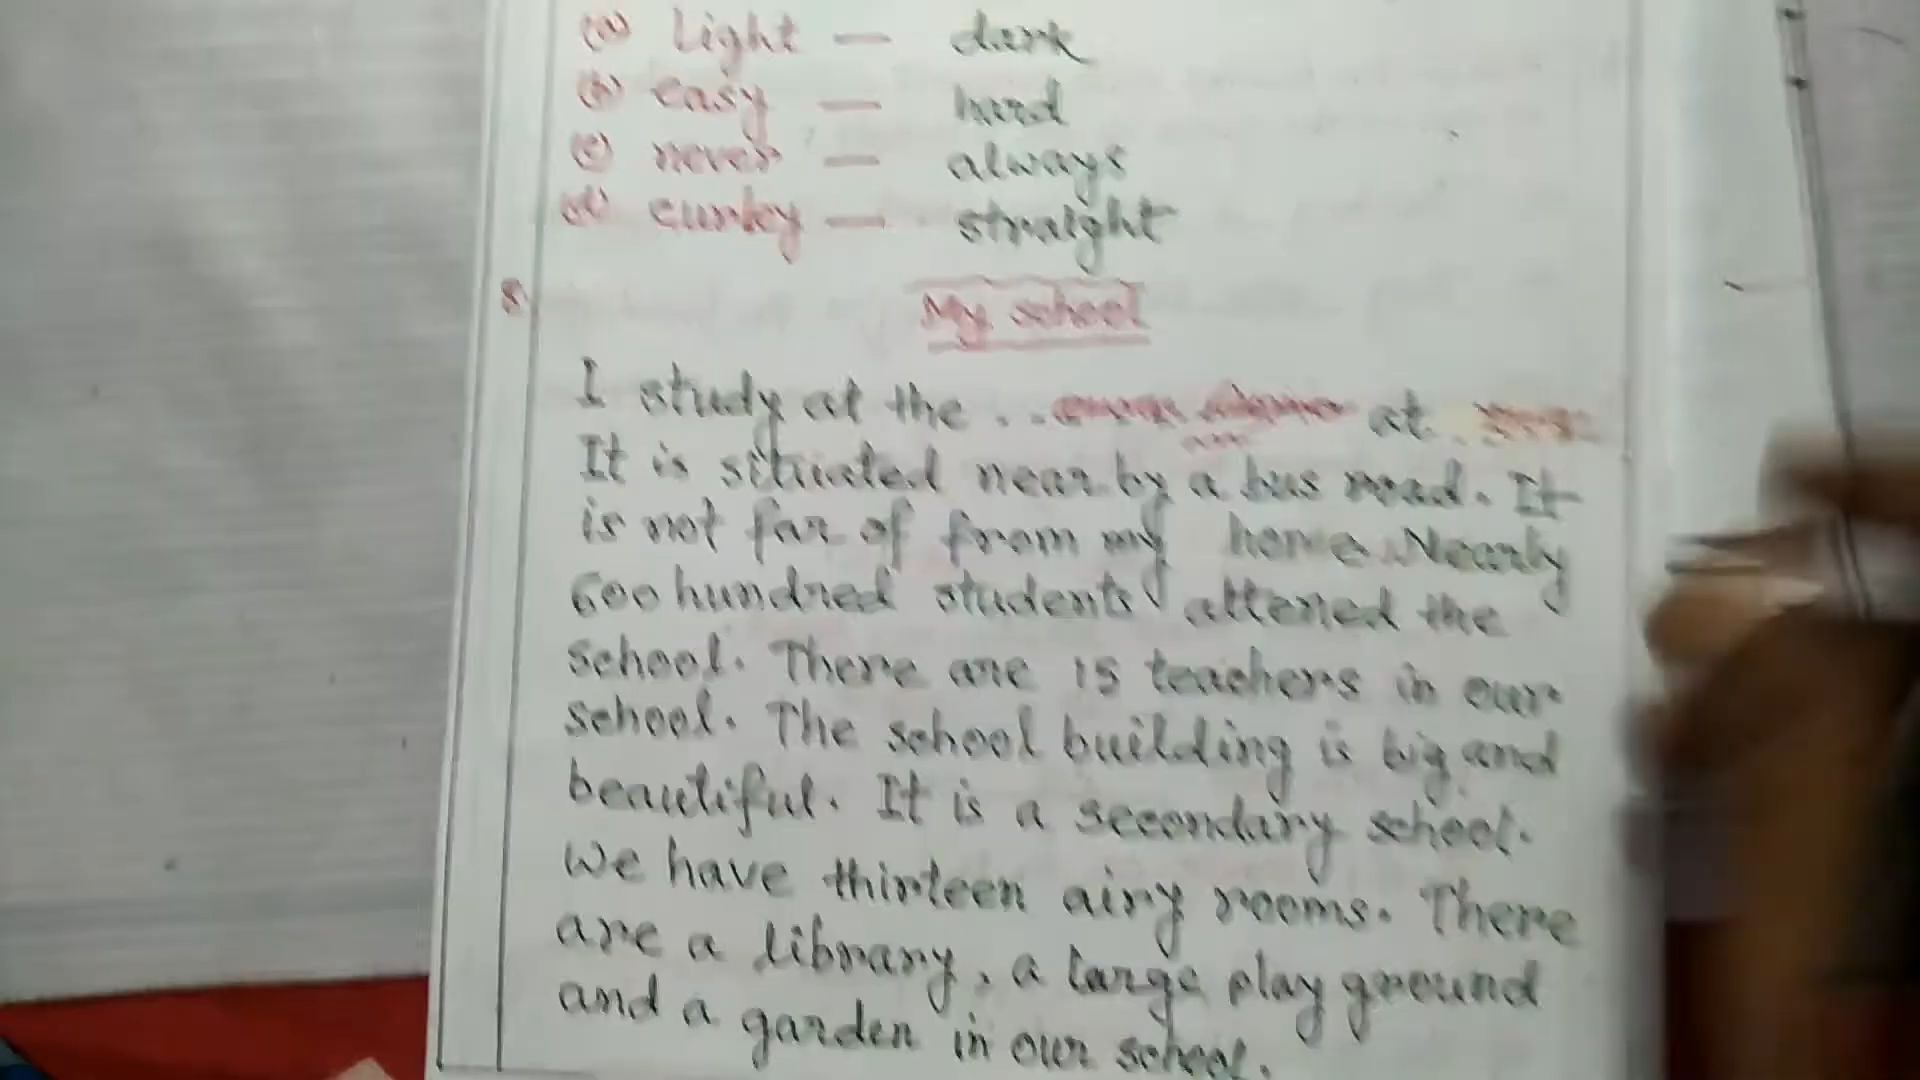 (a) Light — dark
(b) easy — hard
(c) never — always
(d) curley — straight
8. My school
I study at the .. at
It is situated near by a bus road. It
is not far of from my home. Nearly
600 hundred students attened the
school. There are 15 teachers in our
school. The school building is big and
beautiful. It is a secondary school.
We have thirteen airy rooms. There
are a library, a large play ground
and a garden in our school.